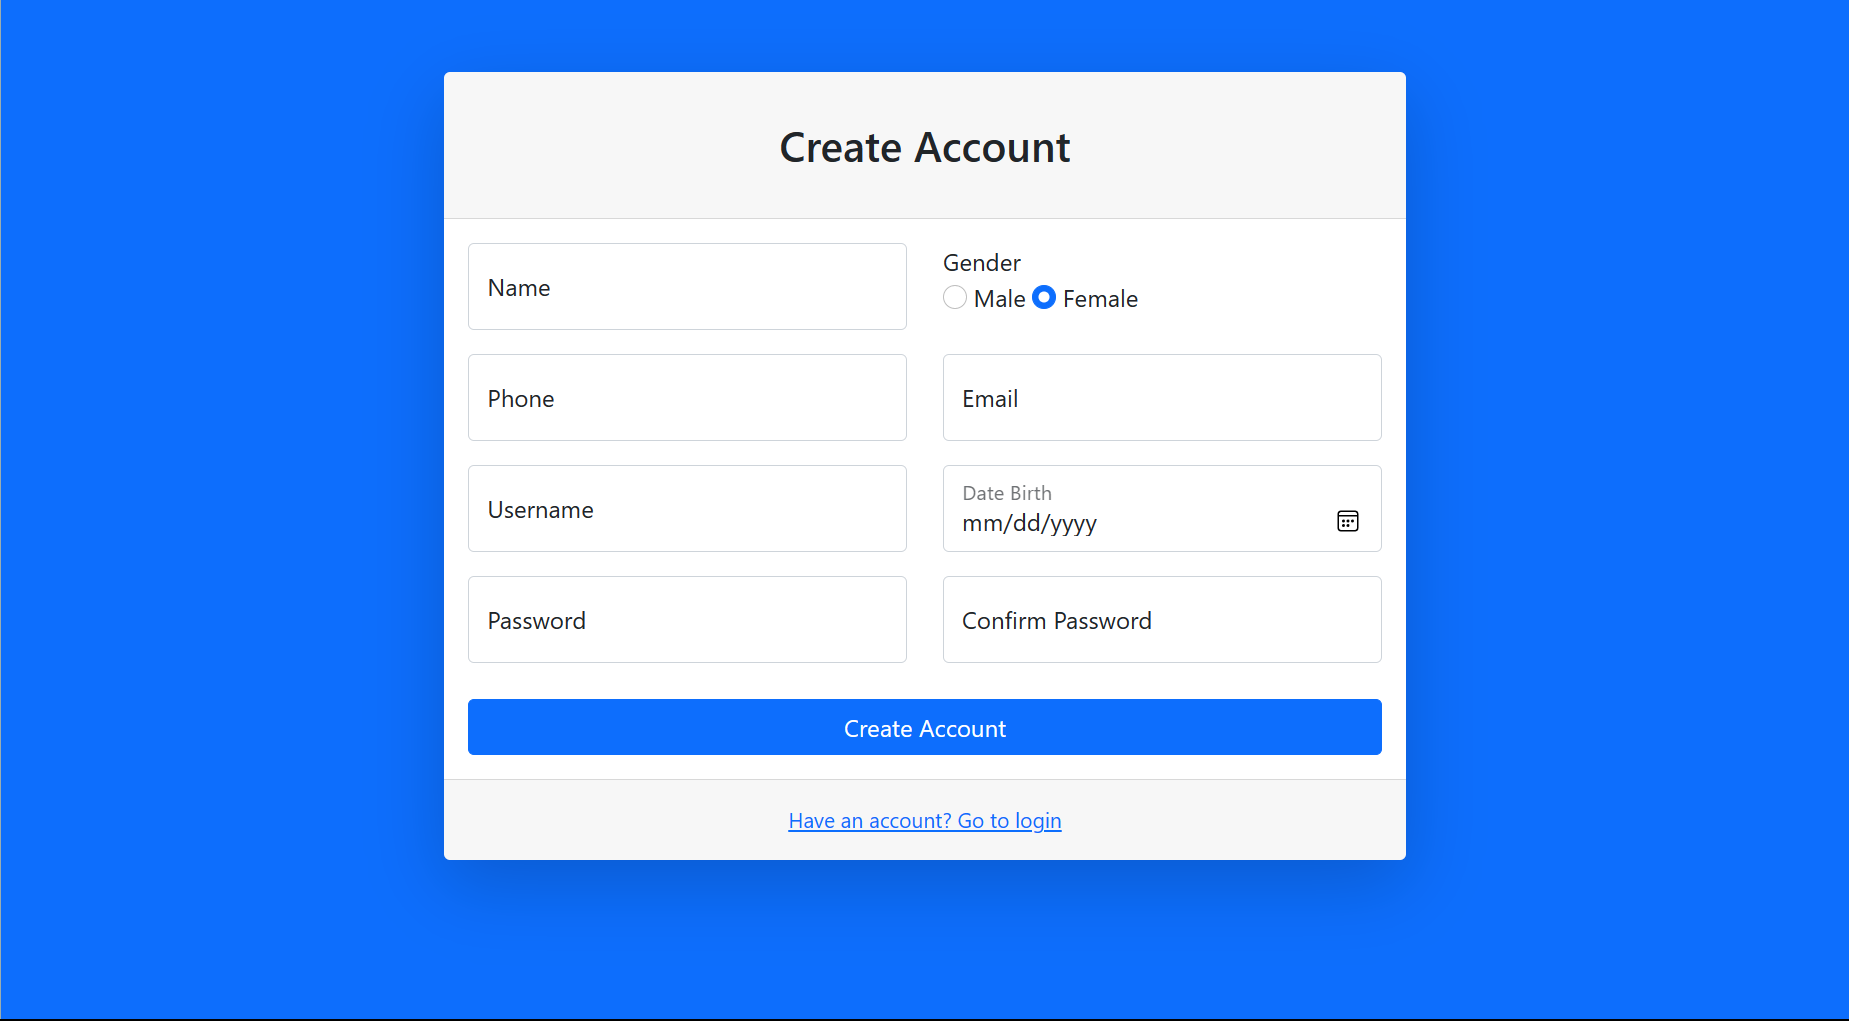 Create Account
Name
Gender
Male Female
Phone
Email
Username
Date Birth
mm/dd/yyyy
Password
Confirm Password
Create Account
Have an account? Go to login